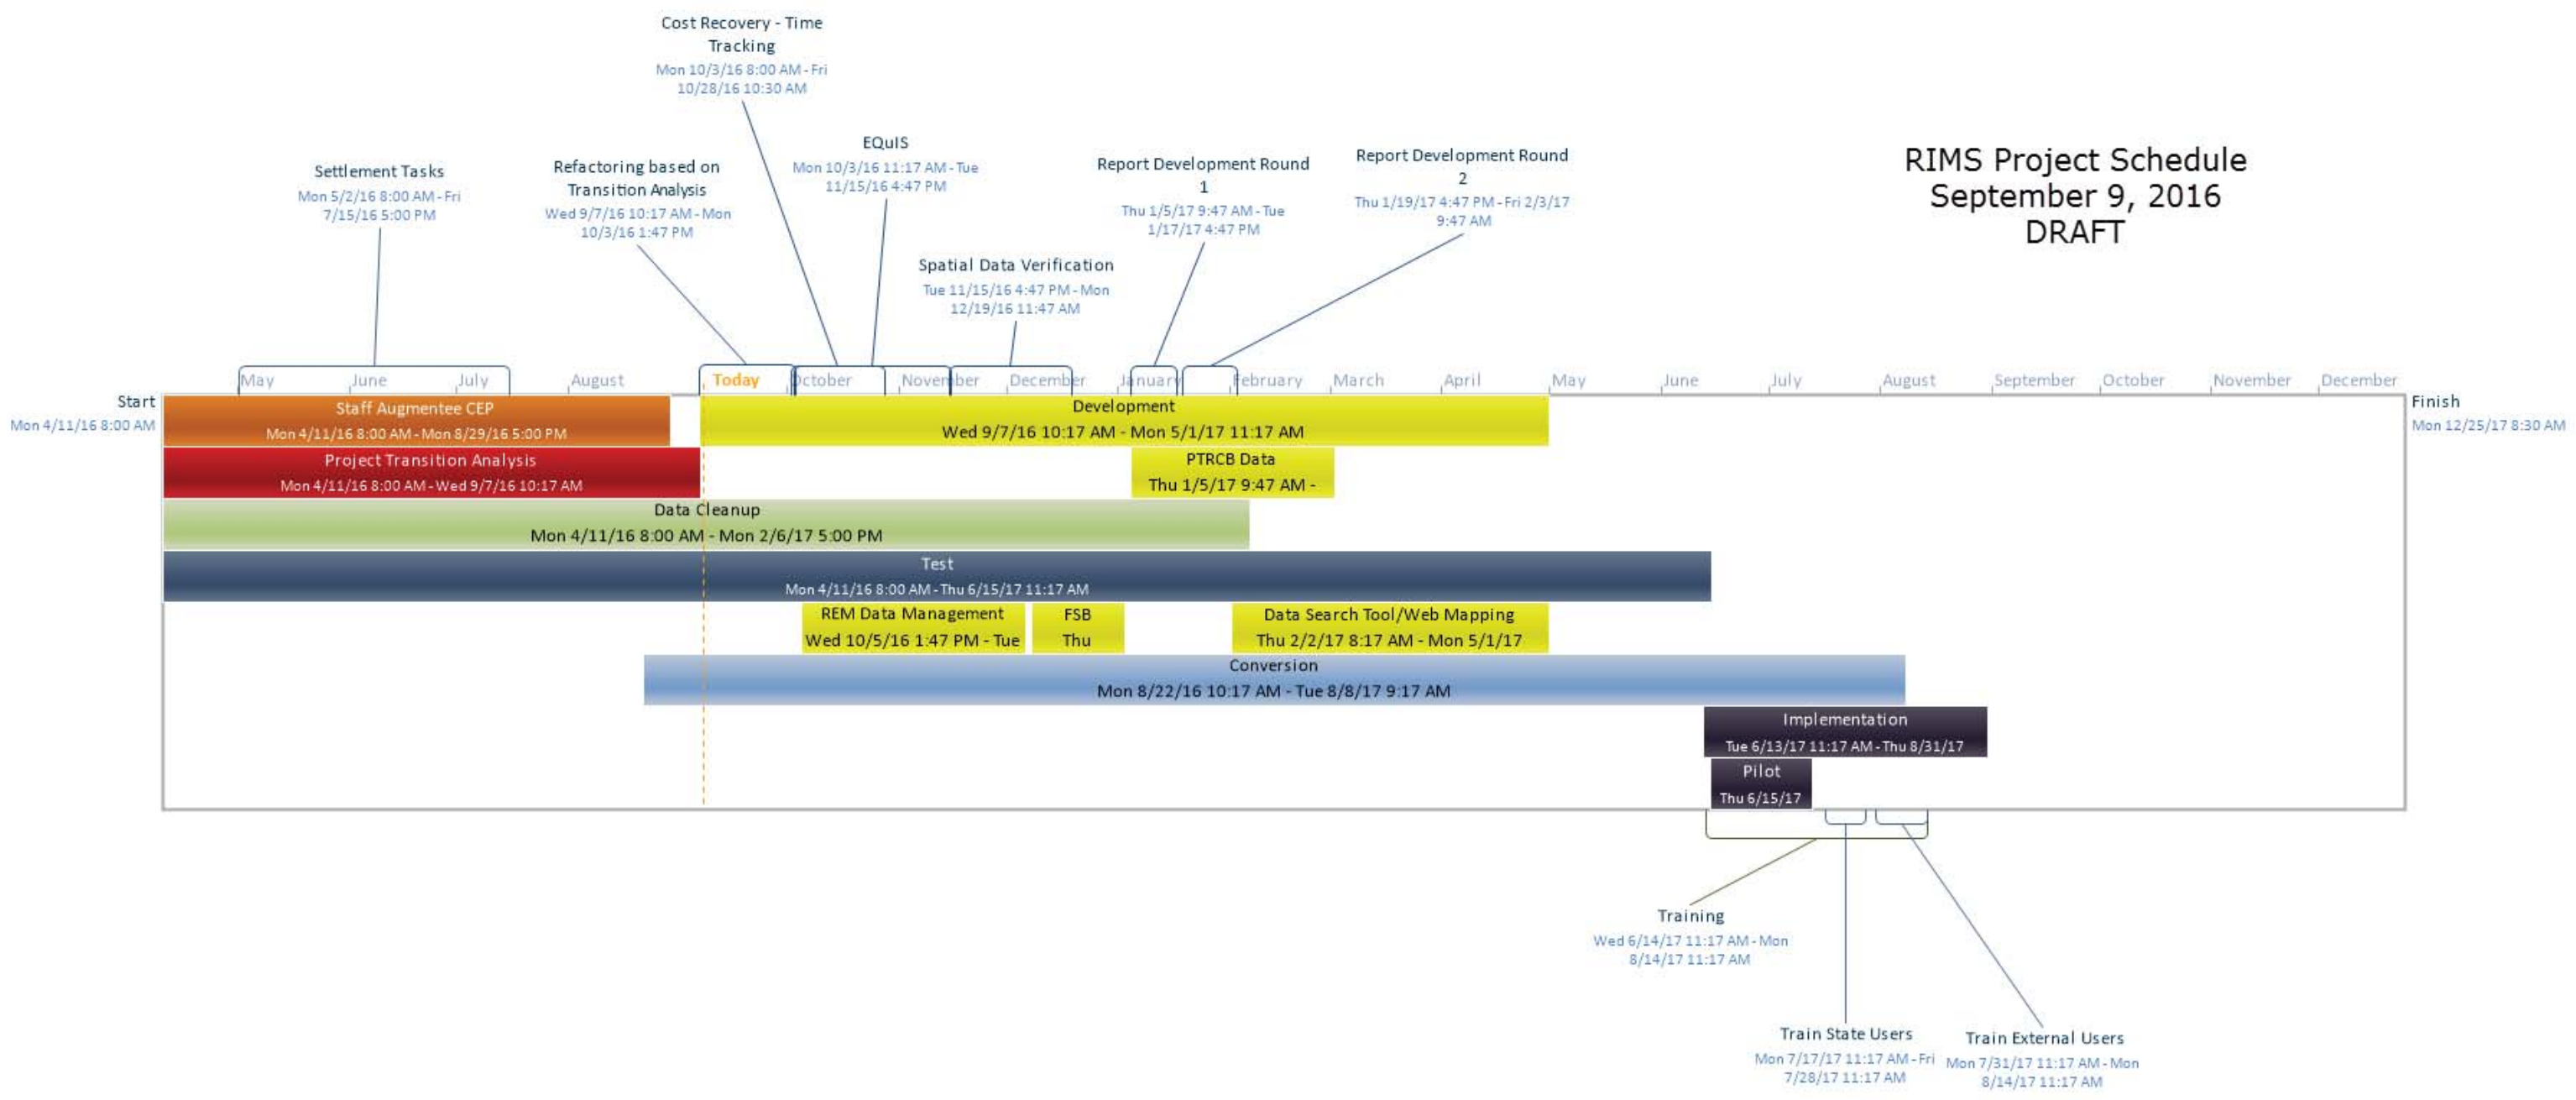 Cost Recovery - Time
Tracking
Mon 10/3/16 8:00 AM - Fri
10/28/16 10:30 AM
EQuIS
Mon 10/3/16 11:17 AM - Tue
11/15/16 4:47 PM
Settlement Tasks
Mon 5/2/16 8:00 AM - Fri
7/15/16 5:00 PM
Refactoring based on
Transition Analysis
Wed 9/7/16 10:17 AM - Mon
10/3/16 1:47 PM
Spatial Data Verification
Tue 11/15/16 4:47 PM - Mon
12/19/16 11:47 AM
Report Development Round
1
Thu 1/5/17 9:47 AM - Tue
1/17/17 4:47 PM
Report Development Round
2
Thu 1/19/17 4:47 PM - Fri 2/3/17
9:47 AM
RIMS Project Schedule
September 9, 2016
DRAFT
May June July August Today October November December January February March April May June July August September October November December
Start
Mon 4/11/16 8:00 AM
Finish
Mon 12/25/17 8:30 AM
Staff Augmentee CEP
Mon 4/11/16 8:00 AM - Mon 8/29/16 5:00 PM
Development
Wed 9/7/16 10:17 AM - Mon 5/1/17 11:17 AM
Project Transition Analysis
Mon 4/11/16 8:00 AM - Wed 9/7/16 10:17 AM
PTRCB Data
Thu 1/5/17 9:47 AM -
Data Cleanup
Mon 4/11/16 8:00 AM - Mon 2/6/17 5:00 PM
Test
Mon 4/11/16 8:00 AM - Thu 6/15/17 11:17 AM
REM Data Management
Wed 10/5/16 1:47 PM - Tue
FSB
Thu
Data Search Tool/Web Mapping
Thu 2/2/17 8:17 AM - Mon 5/1/17
Conversion
Mon 8/22/16 10:17 AM - Tue 8/8/17 9:17 AM
Implementation
Tue 6/13/17 11:17 AM - Thu 8/31/17
Pilot
Thu 6/15/17
Training
Wed 6/14/17 11:17 AM - Mon
8/14/17 11:17 AM
Train State Users
Mon 7/17/17 11:17 AM - Fri
7/28/17 11:17 AM
Train External Users
Mon 7/31/17 11:17 AM - Mon
8/14/17 11:17 AM